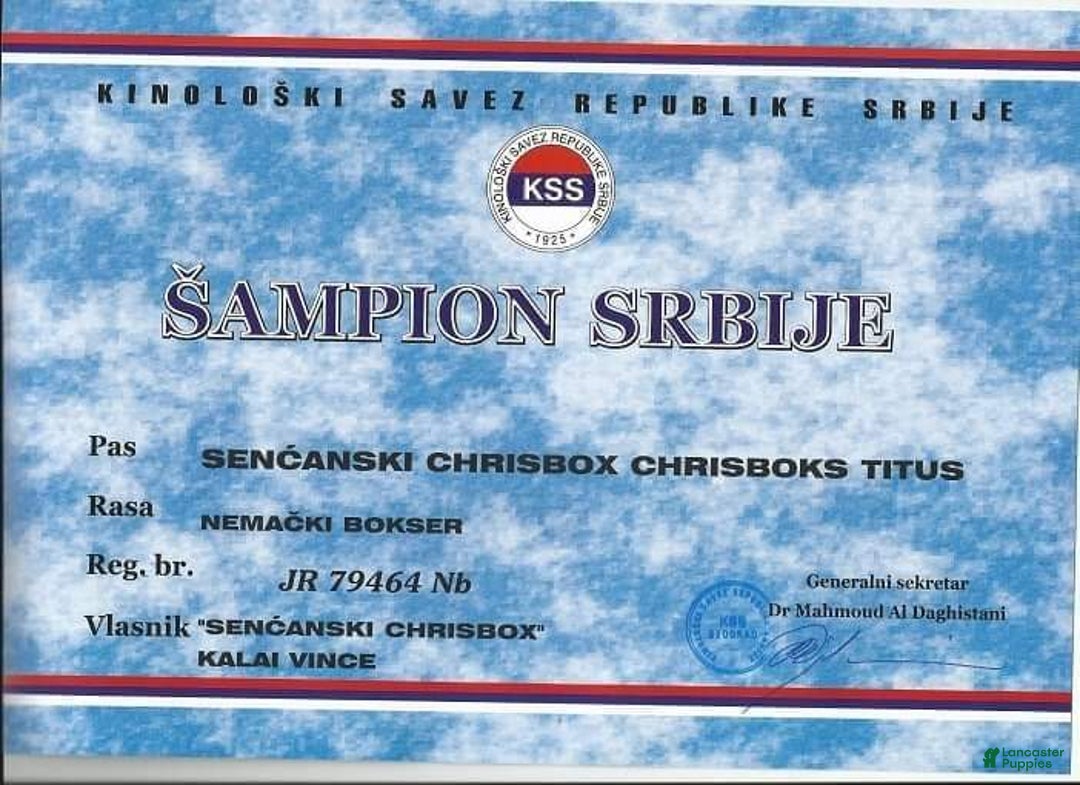 KINOLOŠKI SAVEZ REPUBLIKE SRBIJE
KINOLOŠKI SAVEZ REPUBLIKE SRBIJE
KSS
* 1925 *
ŠAMPION SRBIJE
Pas SENĆANSKI CHRISBOX CHRISBOKS TITUS
Rasa NEMAČKI BOKSER
Reg. br. JR 79464 Nb
Vlasnik "SENĆANSKI CHRISBOX"
KALAI VINCE
Generalni sekretar
Dr Mahmoud Al Daghistani
KSS
BEOGRAD
Lancaster
Puppies